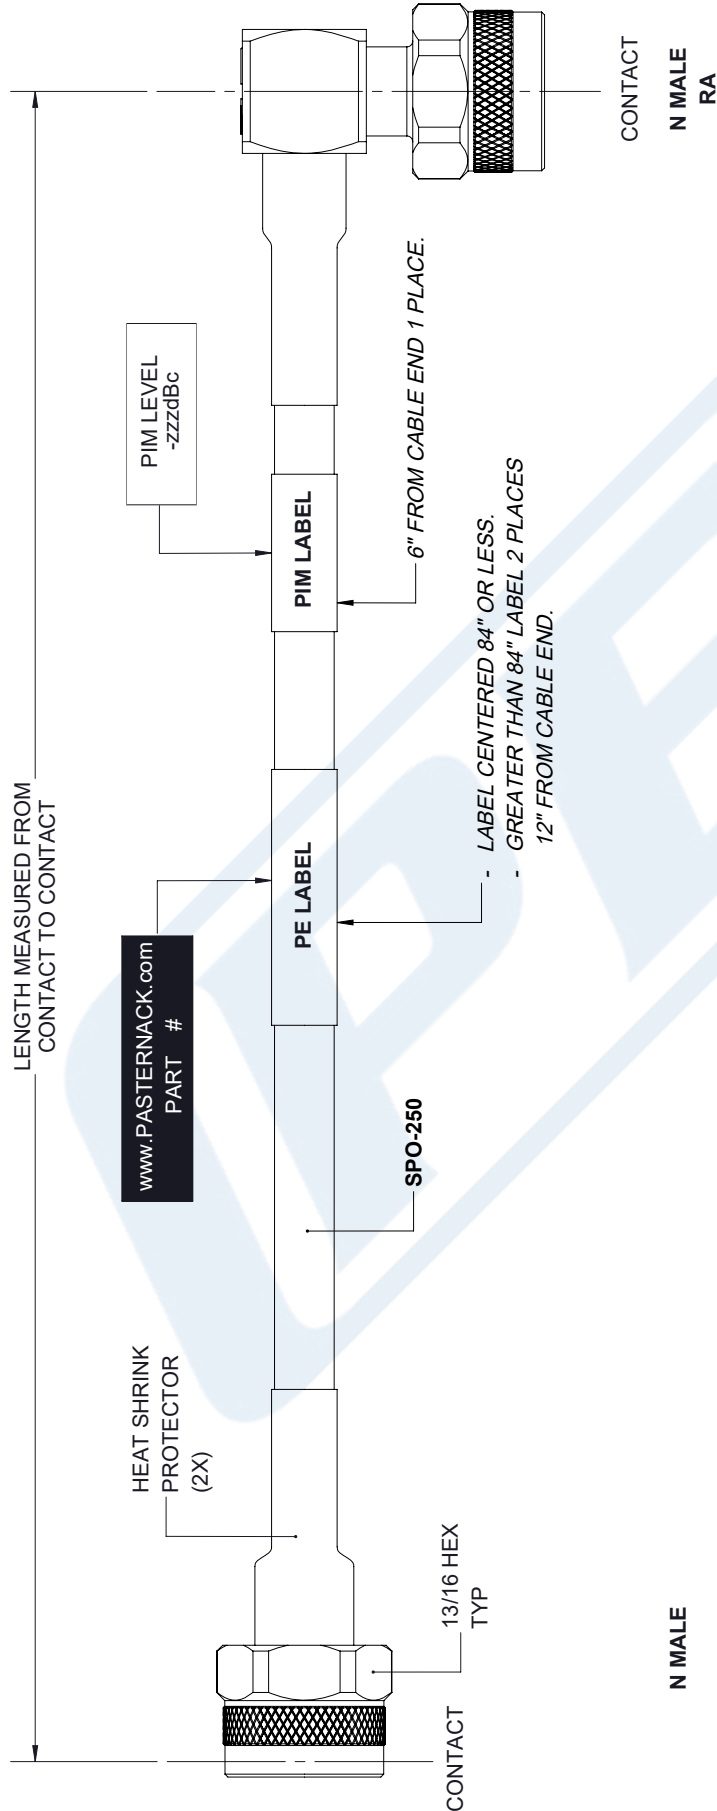 LENGTH MEASURED FROM
CONTACT TO CONTACT
HEAT SHRINK
PROTECTOR
(2X)
www.PASTERNACK.com
PART #
PIM LEVEL
-zzzdBc
PE LABEL
PIM LABEL
13/16 HEX
TYP
SPO-250
- LABEL CENTERED 84" OR LESS.
- GREATER THAN 84" LABEL 2 PLACES
12" FROM CABLE END.
6" FROM CABLE END 1 PLACE.
CONTACT
CONTACT
N MALE
N MALE
RA